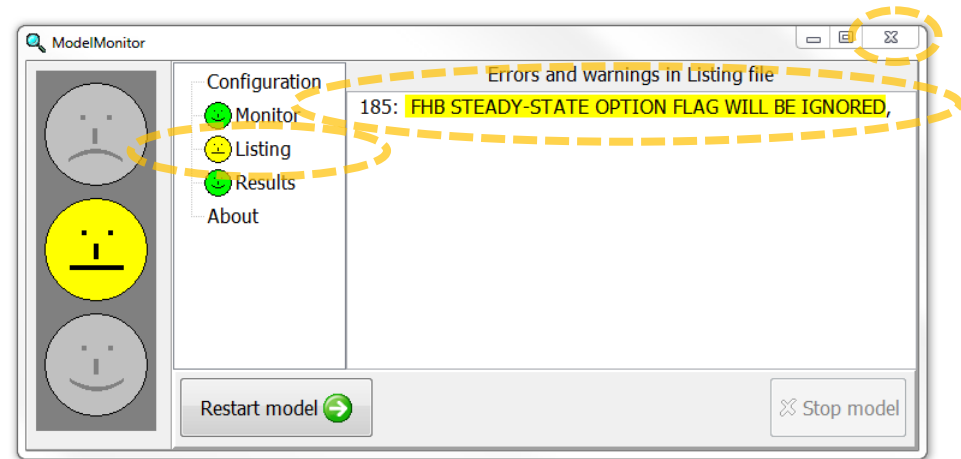 ModelMonitor
Configuration
Monitor
Listing
Results
About
Errors and warnings in Listing file
185: FHB STEADY-STATE OPTION FLAG WILL BE IGNORED,
Restart model
Stop model